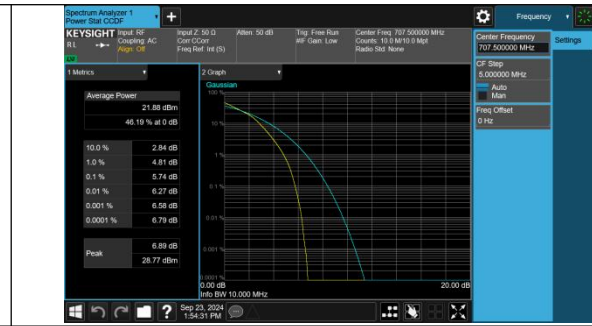 Spectrum Analyzer 1
Power Stat CCDF
Frequency
KEYSIGHT
Input: RF
Coupling: AC
Align: Off
Input Z: 50 Ω
Corr CCorr
Freq Ref: Int (S)
Atten: 50 dB
Trig: Free Run
#IF Gain: Low
Center Freq: 707.500000 MHz
Counts: 10.0 M/10.0 Mpt
Radio Std: None
R L
Center Frequency
707.500000 MHz
Settings
CF Step
5.000000 MHz
Auto
Man
Freq Offset
0 Hz
1 Metrics
Average Power
21.88 dBm
46.19 % at 0 dB
10.0 % 2.84 dB
1.0 % 4.81 dB
0.1 % 5.74 dB
0.01 % 6.27 dB
0.001 % 6.58 dB
0.0001 % 6.79 dB
Peak
6.89 dB
28.77 dBm
2 Graph
Gaussian
100 %
10 %
1 %
0.1 %
0.01 %
0.001 %
0.0001 %
0.00 dB
20.00 dB
Info BW 10.000 MHz
?
Sep 23, 2024
1:54:31 PM